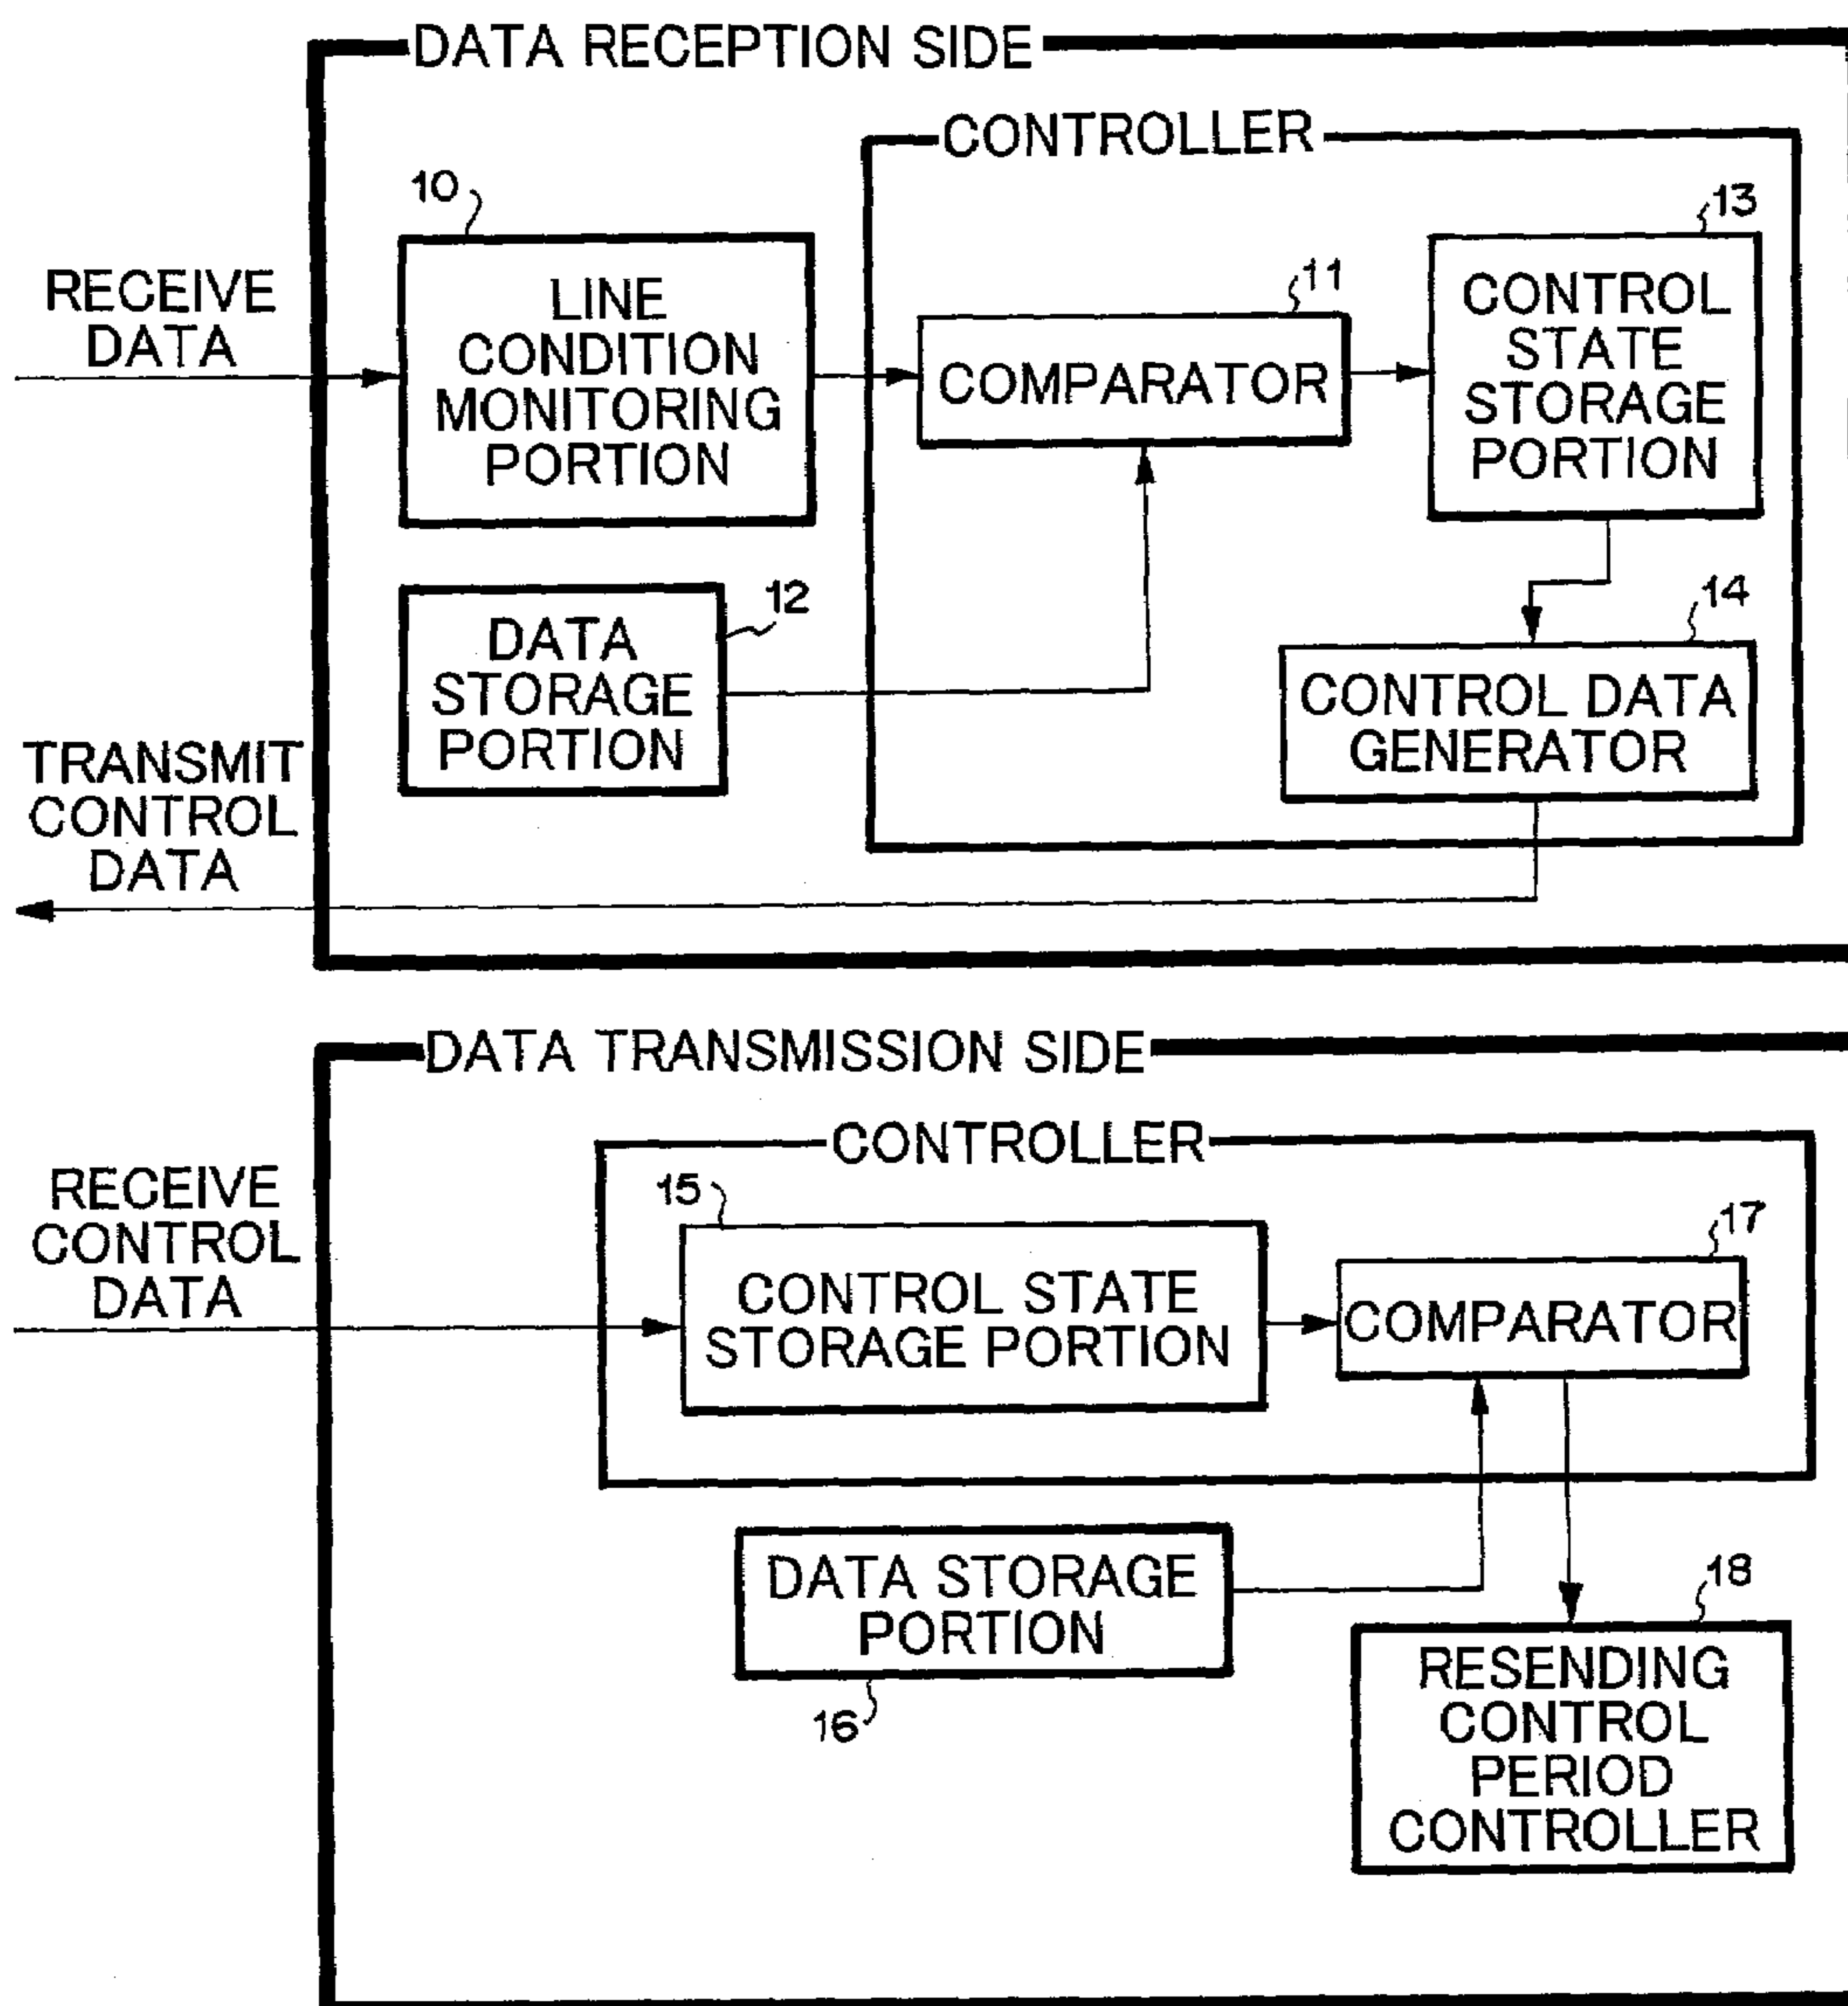 DATA RECEPTION SIDE
CONTROLLER
10
LINE
CONDITION
MONITORING
PORTION
11
COMPARATOR
13
CONTROL
STATE
STORAGE
PORTION
RECEIVE
DATA
12
DATA
STORAGE
PORTION
14
CONTROL DATA
GENERATOR
TRANSMIT
CONTROL
DATA
DATA TRANSMISSION SIDE
CONTROLLER
RECEIVE
CONTROL
DATA
15
CONTROL STATE
STORAGE PORTION
17
COMPARATOR
DATA STORAGE
PORTION
16
18
RESENDING
CONTROL
PERIOD
CONTROLLER